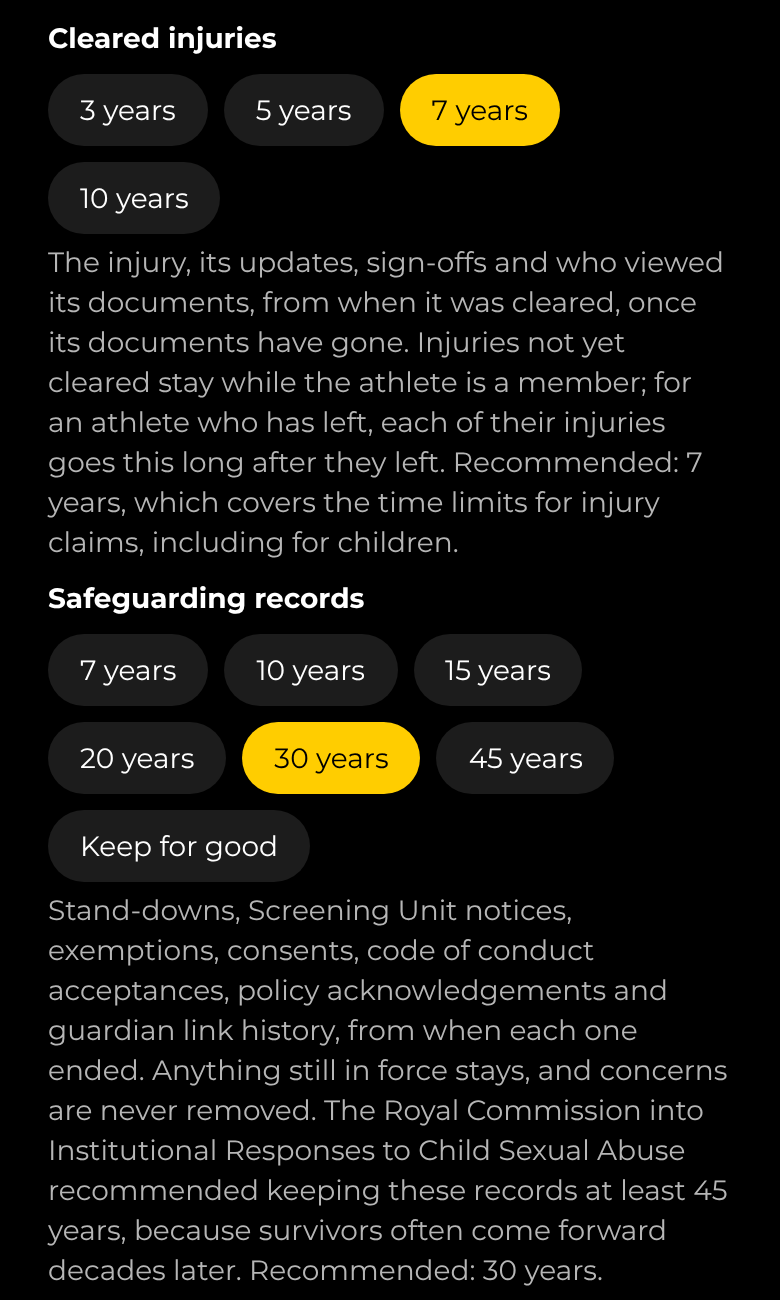 Cleared injuries
3 years 5 years 7 years
10 years
The injury, its updates, sign-offs and who viewed
its documents, from when it was cleared, once
its documents have gone. Injuries not yet
cleared stay while the athlete is a member; for
an athlete who has left, each of their injuries
goes this long after they left. Recommended: 7
years, which covers the time limits for injury
claims, including for children.
Safeguarding records
7 years 10 years 15 years
20 years 30 years 45 years
Keep for good
Stand-downs, Screening Unit notices,
exemptions, consents, code of conduct
acceptances, policy acknowledgements and
guardian link history, from when each one
ended. Anything still in force stays, and concerns
are never removed. The Royal Commission into
Institutional Responses to Child Sexual Abuse
recommended keeping these records at least 45
years, because survivors often come forward
decades later. Recommended: 30 years.